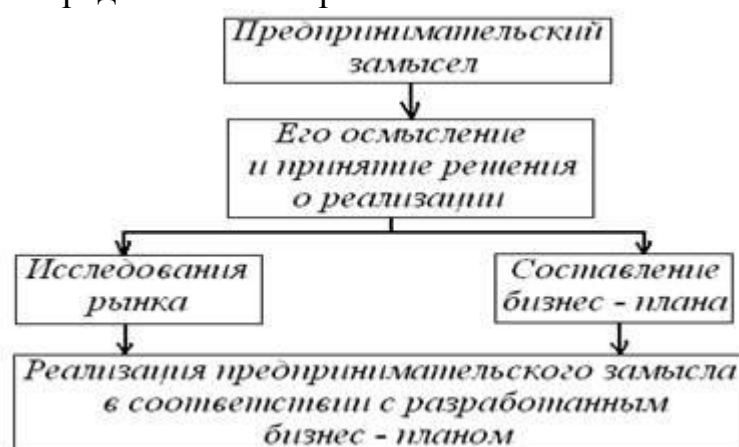 Предпринимательский
замысел
Его осмысление
и принятие решения
о реализации
Исследования
рынка
Составление
бизнес - плана
Реализация предпринимательского замысла
в соответствии с разработанным
бизнес - планом